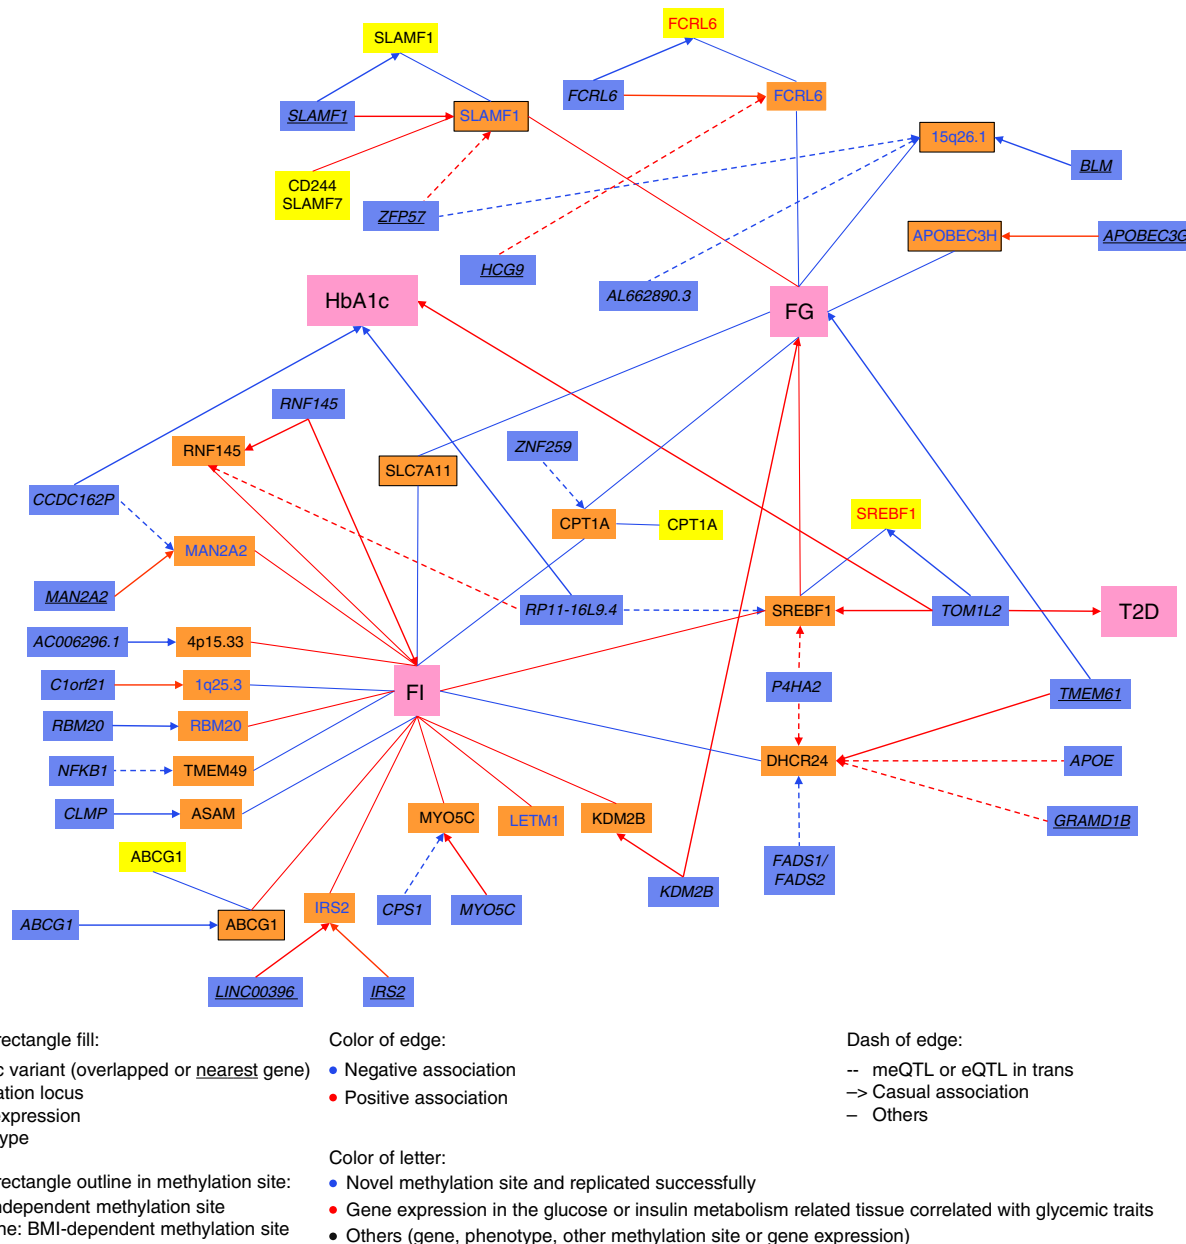 FCRL6
SLAMF1
FCRL6
FCRL6
SLAMF1
SLAMF1
15q26.1
BLM
CD244
SLAMF7
ZFP57
APOBEC3H
APOBEC3G
HCG9
AL662890.3
HbA1c
FG
RNF145
RNF145
ZNF259
SLC7A11
CCDC162P
SREBF1
CPT1A
CPT1A
MAN2A2
MAN2A2
RP11-16L9.4
SREBF1
TOM1L2
T2D
AC006296.1
4p15.33
C1orf21
1q25.3
FI
P4HA2
TMEM61
RBM20
RBM20
NFKB1
TMEM49
DHCR24
APOE
CLMP
ASAM
MYO5C
LETM1
KDM2B
GRAMD1B
ABCG1
FADS1/
FADS2
KDM2B
IRS2
CPS1
MYO5C
ABCG1
ABCG1
LINC00396
IRS2
rectangle fill:
c variant (overlapped or nearest gene)
ation locus
expression
type
rectangle outline in methylation site:
ndependent methylation site
ne: BMI-dependent methylation site
Color of edge:
• Negative association
• Positive association
Color of letter:
• Novel methylation site and replicated successfully
• Gene expression in the glucose or insulin metabolism related tissue correlated with glycemic traits
• Others (gene, phenotype, other methylation site or gene expression)
Dash of edge:
-- meQTL or eQTL in trans
–> Casual association
– Others